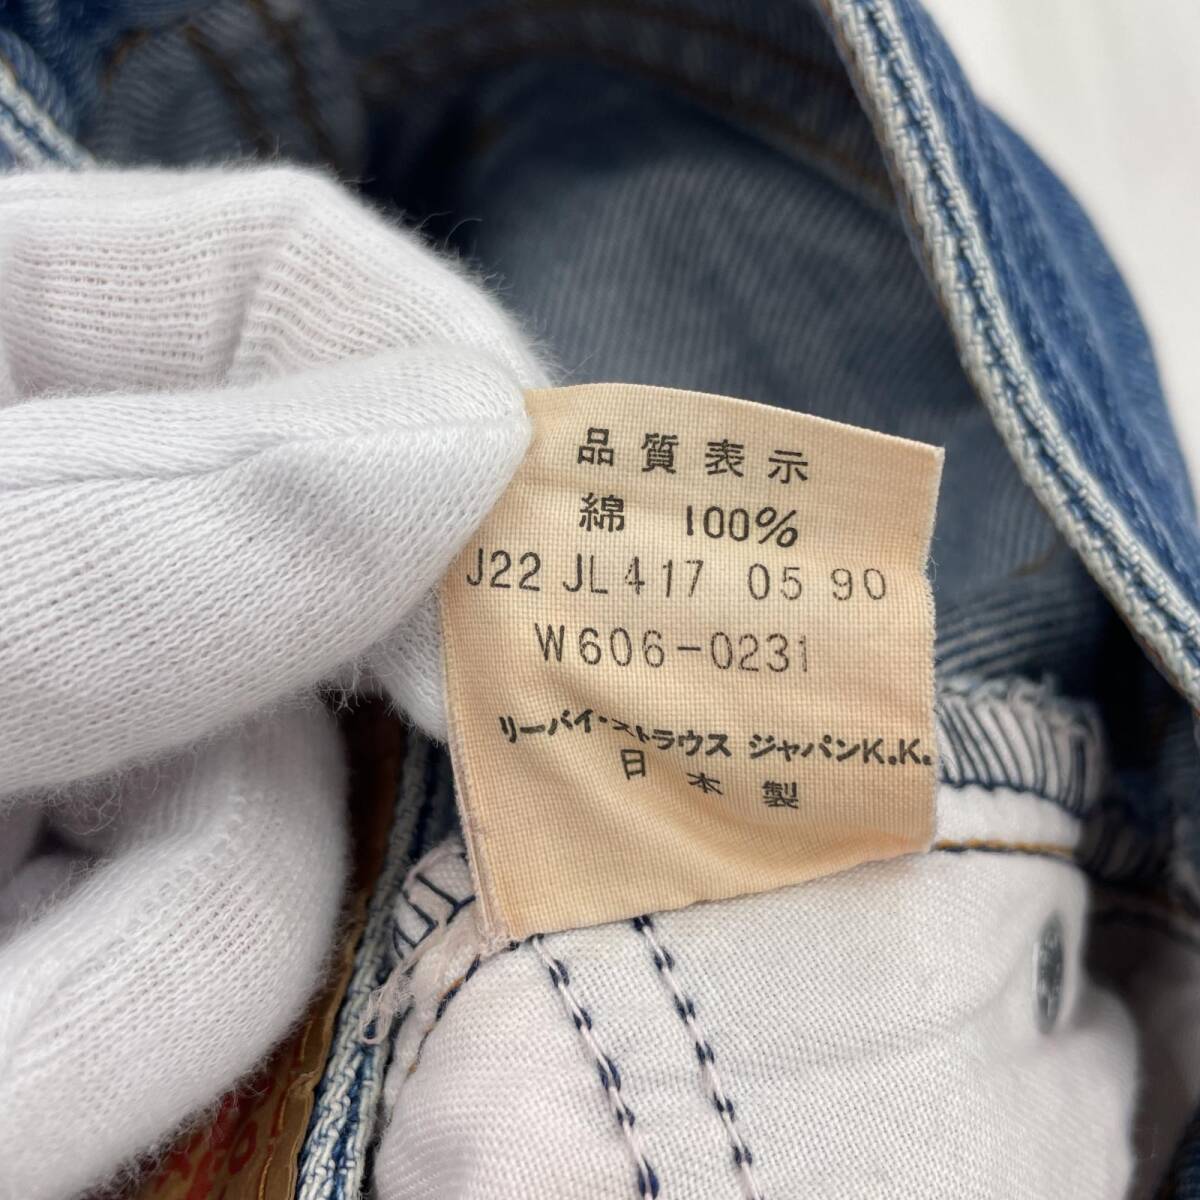 品質表示
綿 100%
J22 JL417 05 90
W606-0231
リーバイ・ストラウス ジャパンK.K.
日本製